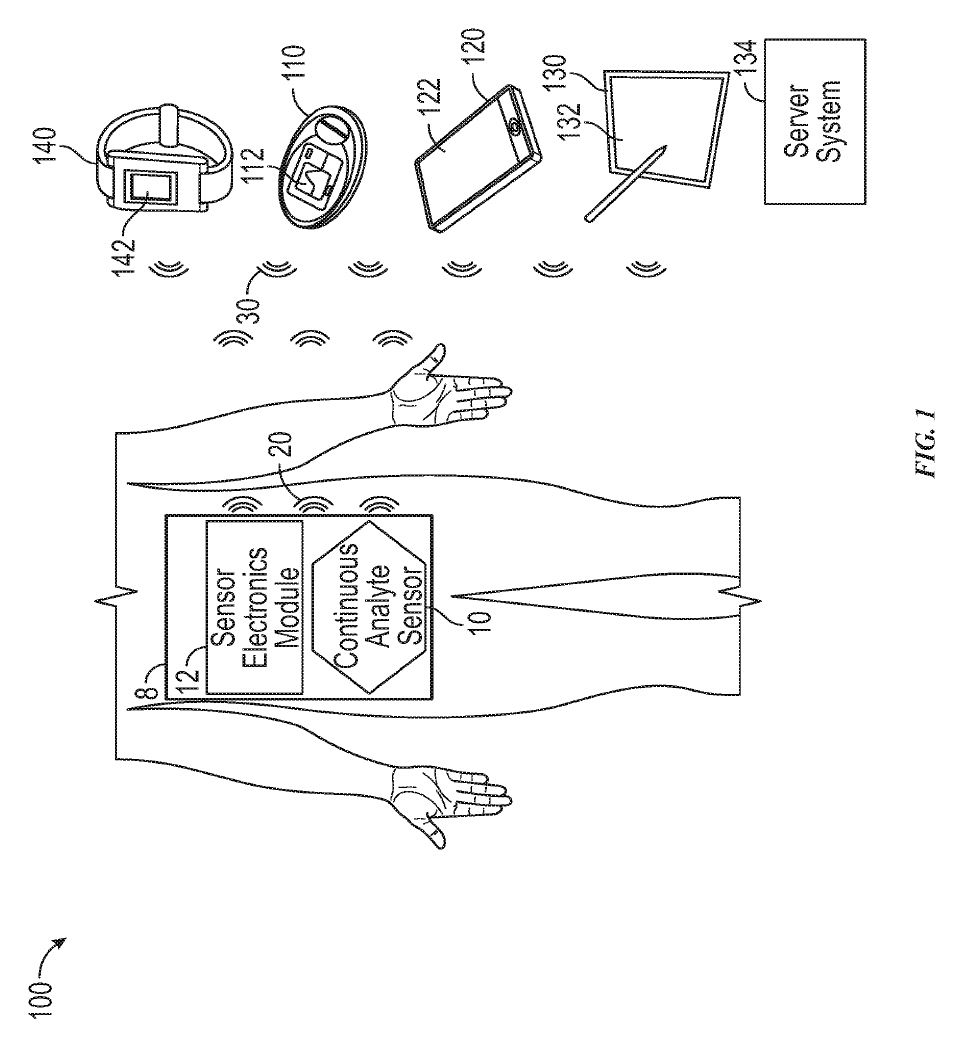 100
8
12
Sensor
Electronics
Module
Continuous
Analyte
Sensor
10
20
30
140
142
110
112
120
122
130
132
134
Server
System
FIG. 1